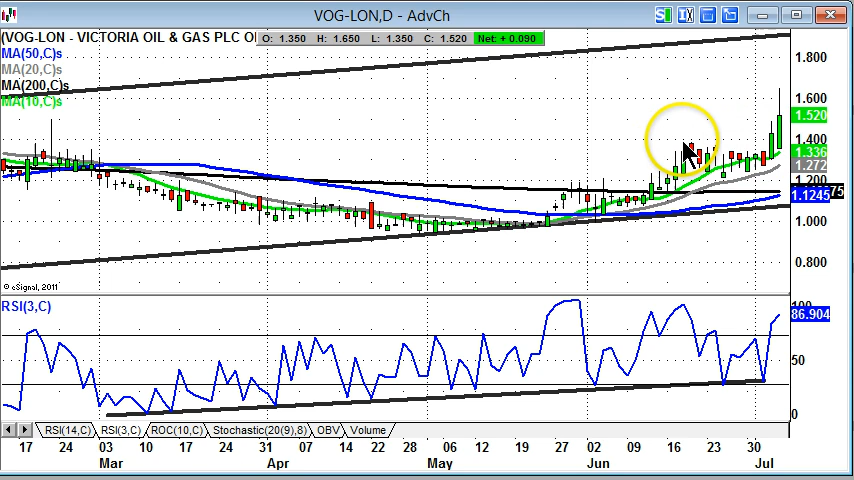 VOG-LON,D - AdvCh
(VOG-LON - VICTORIA OIL & GAS PLC O
O: 1.350 H: 1.650 L: 1.350 C: 1.520 Net: + 0.090
MA(50,C)s
MA(20,C)s
MA(200,C)s
MA(10,C)s
1.800
1.600
1.520
1.400
1.336
1.272
1.200
1.1245
75
1.000
0.800
© eSignal, 2011
RSI(3,C)
100
86.904
50
0
RSI(14,C) RSI(3,C) ROC(10,C) Stochastic(20(9),8) OBV Volume
17 24 03 10 17 24 31 07 14 22 28 06 12 19 27 02 09 16 23 30
Mar Apr May Jun Jul